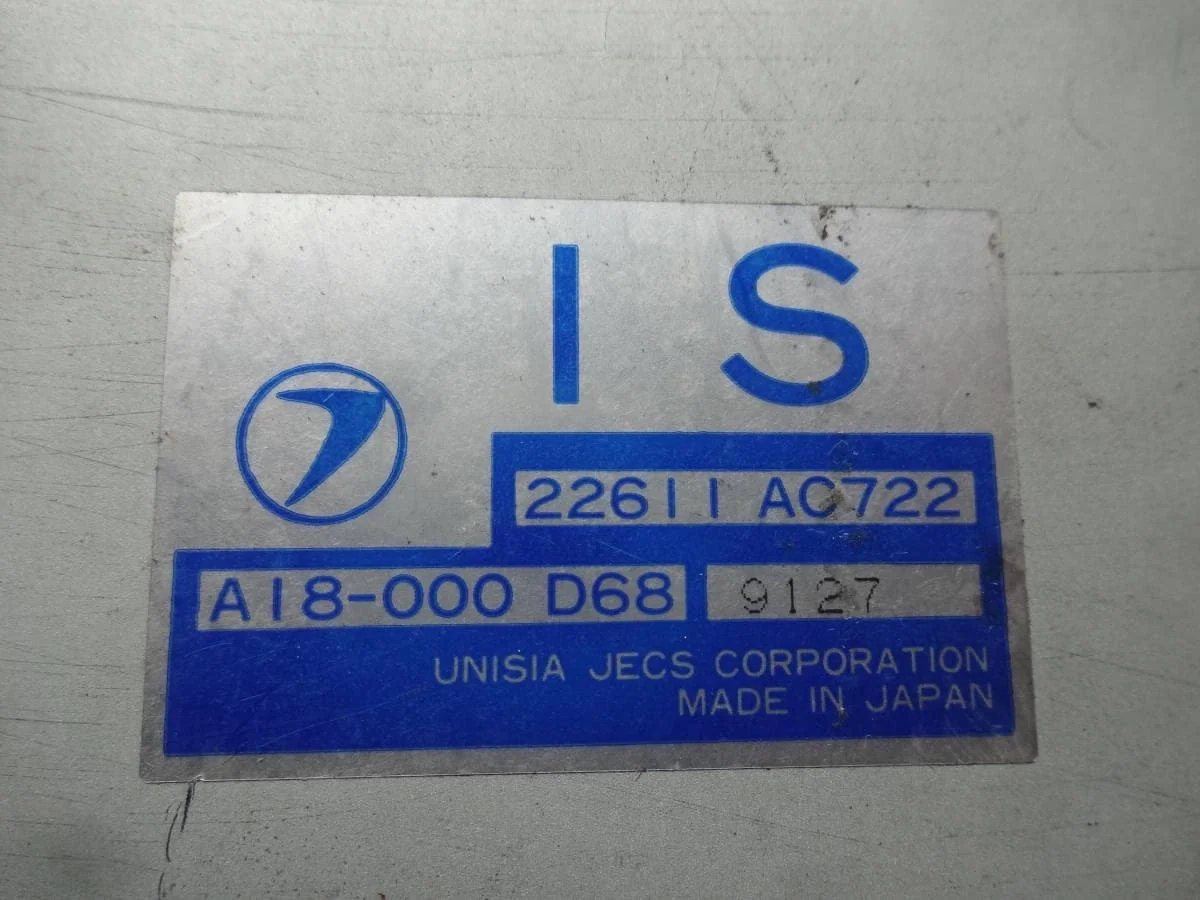 IS
22611 AC722
A18-000 D68 9127
UNISIA JECS CORPORATION
MADE IN JAPAN